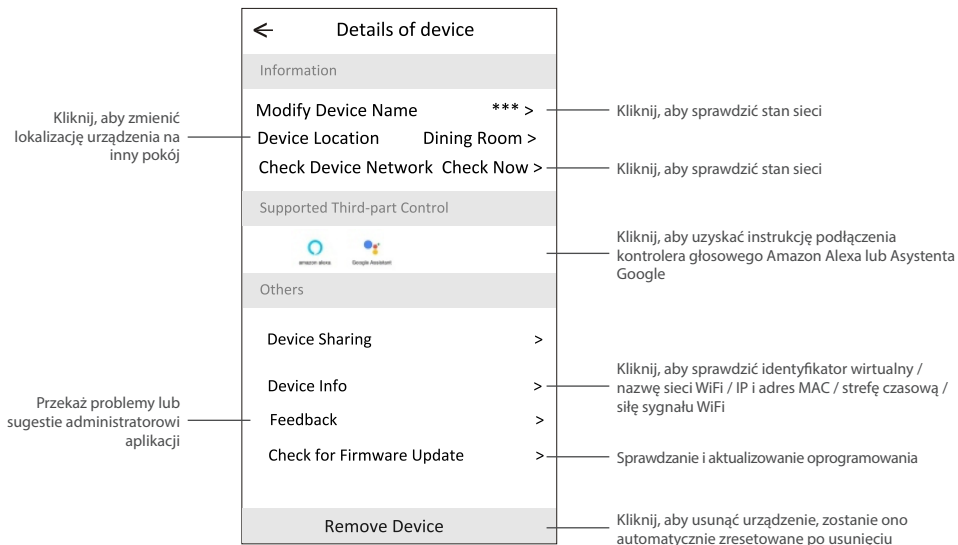 ← Details of device
Information
Modify Device Name *** >
Device Location Dining Room >
Check Device Network Check Now >
Supported Third-part Control
amazon alexa Google Assistant
Others
Device Sharing >
Device Info >
Feedback >
Check for Firmware Update >
Remove Device
Kliknij, aby zmienić
lokalizację urządzenia na
inny pokój
Przekaż problemy lub
sugestie administratorowi
aplikacji
Kliknij, aby sprawdzić stan sieci
Kliknij, aby sprawdzić stan sieci
Kliknij, aby uzyskać instrukcję podłączenia
kontrolera głosowego Amazon Alexa lub Asystenta
Google
Kliknij, aby sprawdzić identyfikator wirtualny /
nazwę sieci WiFi / IP i adres MAC / strefę czasową /
siłę sygnału WiFi
Sprawdzanie i aktualizowanie oprogramowania
Kliknij, aby usunąć urządzenie, zostanie ono
automatycznie zresetowane po usunięciu